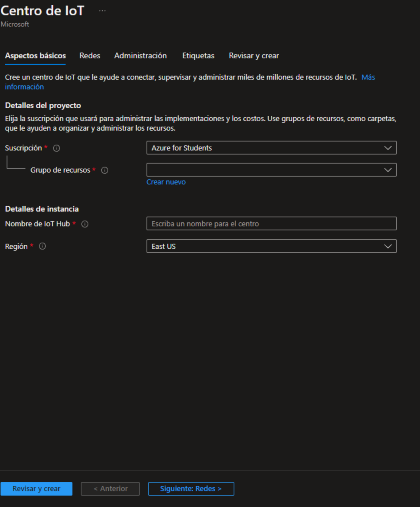 Centro de IoT ...
Microsoft
Aspectos básicos Redes Administración Etiquetas Revisar y crear
Cree un centro de IoT que le ayude a conectar, supervisar y administrar miles de millones de recursos de IoT. Más
información
Detalles del proyecto
Elija la suscripción que usará para administrar las implementaciones y los costos. Use grupos de recursos, como carpetas,
que le ayuden a organizar y administrar los recursos.
Suscripción * Azure for Students
Grupo de recursos *
Crear nuevo
Detalles de instancia
Nombre de IoT Hub * Escriba un nombre para el centro
Región * East US
Revisar y crear < Anterior Siguiente: Redes >